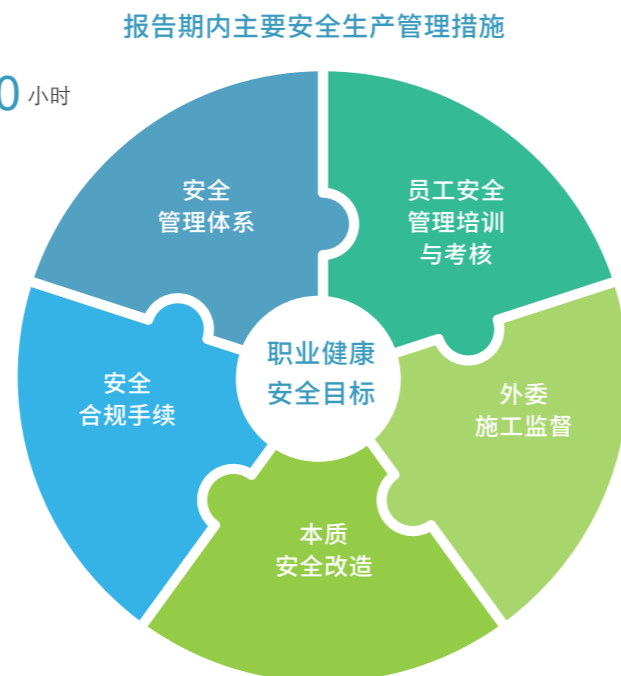 报告期内主要安全生产管理措施
0 小时
安全
管理体系
员工安全
管理培训
与考核
职业健康
安全目标
安全
合规手续
外委
施工监督
本质
安全改造